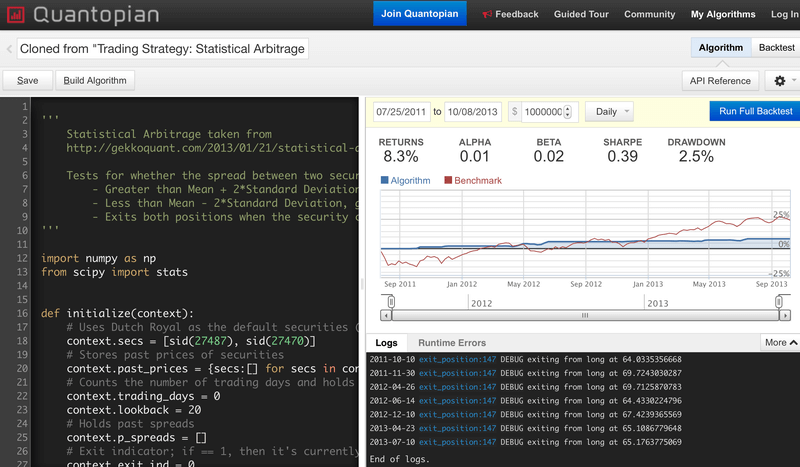 Quantopian
Join Quantopian Feedback Guided Tour Community My Algorithms Log In
Cloned from "Trading Strategy: Statistical Arbitrage
Algorithm Backtest
Save Build Algorithm API Reference
1
2 '''
3 Statistical Arbitrage taken from
4 http://gekkoquant.com/2013/01/21/statistical-
5
6 Tests for whether the spread between two secu
7 - Greater than Mean + 2*Standard Deviation
8 - Less than Mean - 2*Standard Deviation, g
9 - Exits both positions when the security c
10 '''
11
12 import numpy as np
13 from scipy import stats
14
15
16 def initialize(context):
17 # Uses Dutch Royal as the default securities (
18 context.secs = [sid(27487), sid(27470)]
19 # Stores past prices of securities
20 context.past_prices = {secs:[] for secs in con
21 # Counts the number of trading days and holds
22 context.trading_days = 0
23 context.lookback = 20
24 # Holds past spreads
25 context.p_spreads = []
26 # Exit indicator; if == 1, then it's currently
27 context.exit_ind = 0
07/25/2011 to 10/08/2013 $ 1000000 Daily Run Full Backtest
RETURNS ALPHA BETA SHARPE DRAWDOWN
8.3% 0.01 0.02 0.39 2.5%
Algorithm Benchmark
25%
0%
-25%
Sep 2011 Jan 2012 May 2012 Sep 2012 Jan 2013 May 2013 Sep 2013
2012 2013
Logs Runtime Errors More
2011-10-10 exit_position:147 DEBUG exiting from long at 64.0335356668
2011-11-30 exit_position:147 DEBUG exiting from long at 69.7243030287
2012-04-26 exit_position:147 DEBUG exiting from long at 69.7125870783
2012-06-14 exit_position:147 DEBUG exiting from long at 64.4330224796
2012-12-10 exit_position:147 DEBUG exiting from long at 67.4239365569
2013-04-23 exit_position:147 DEBUG exiting from long at 65.1086779648
2013-07-10 exit_position:147 DEBUG exiting from long at 65.1763775069
End of logs.